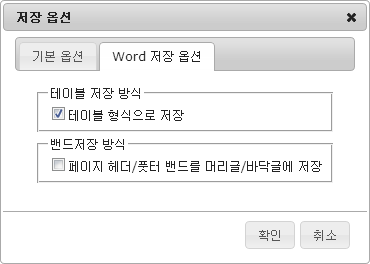 저장 옵션
기본 옵션
Word 저장 옵션
테이블 저장 방식
테이블 형식으로 저장
밴드저장 방식
페이지 헤더/풋터 밴드를 머리글/바닥글에 저장
확인
취소